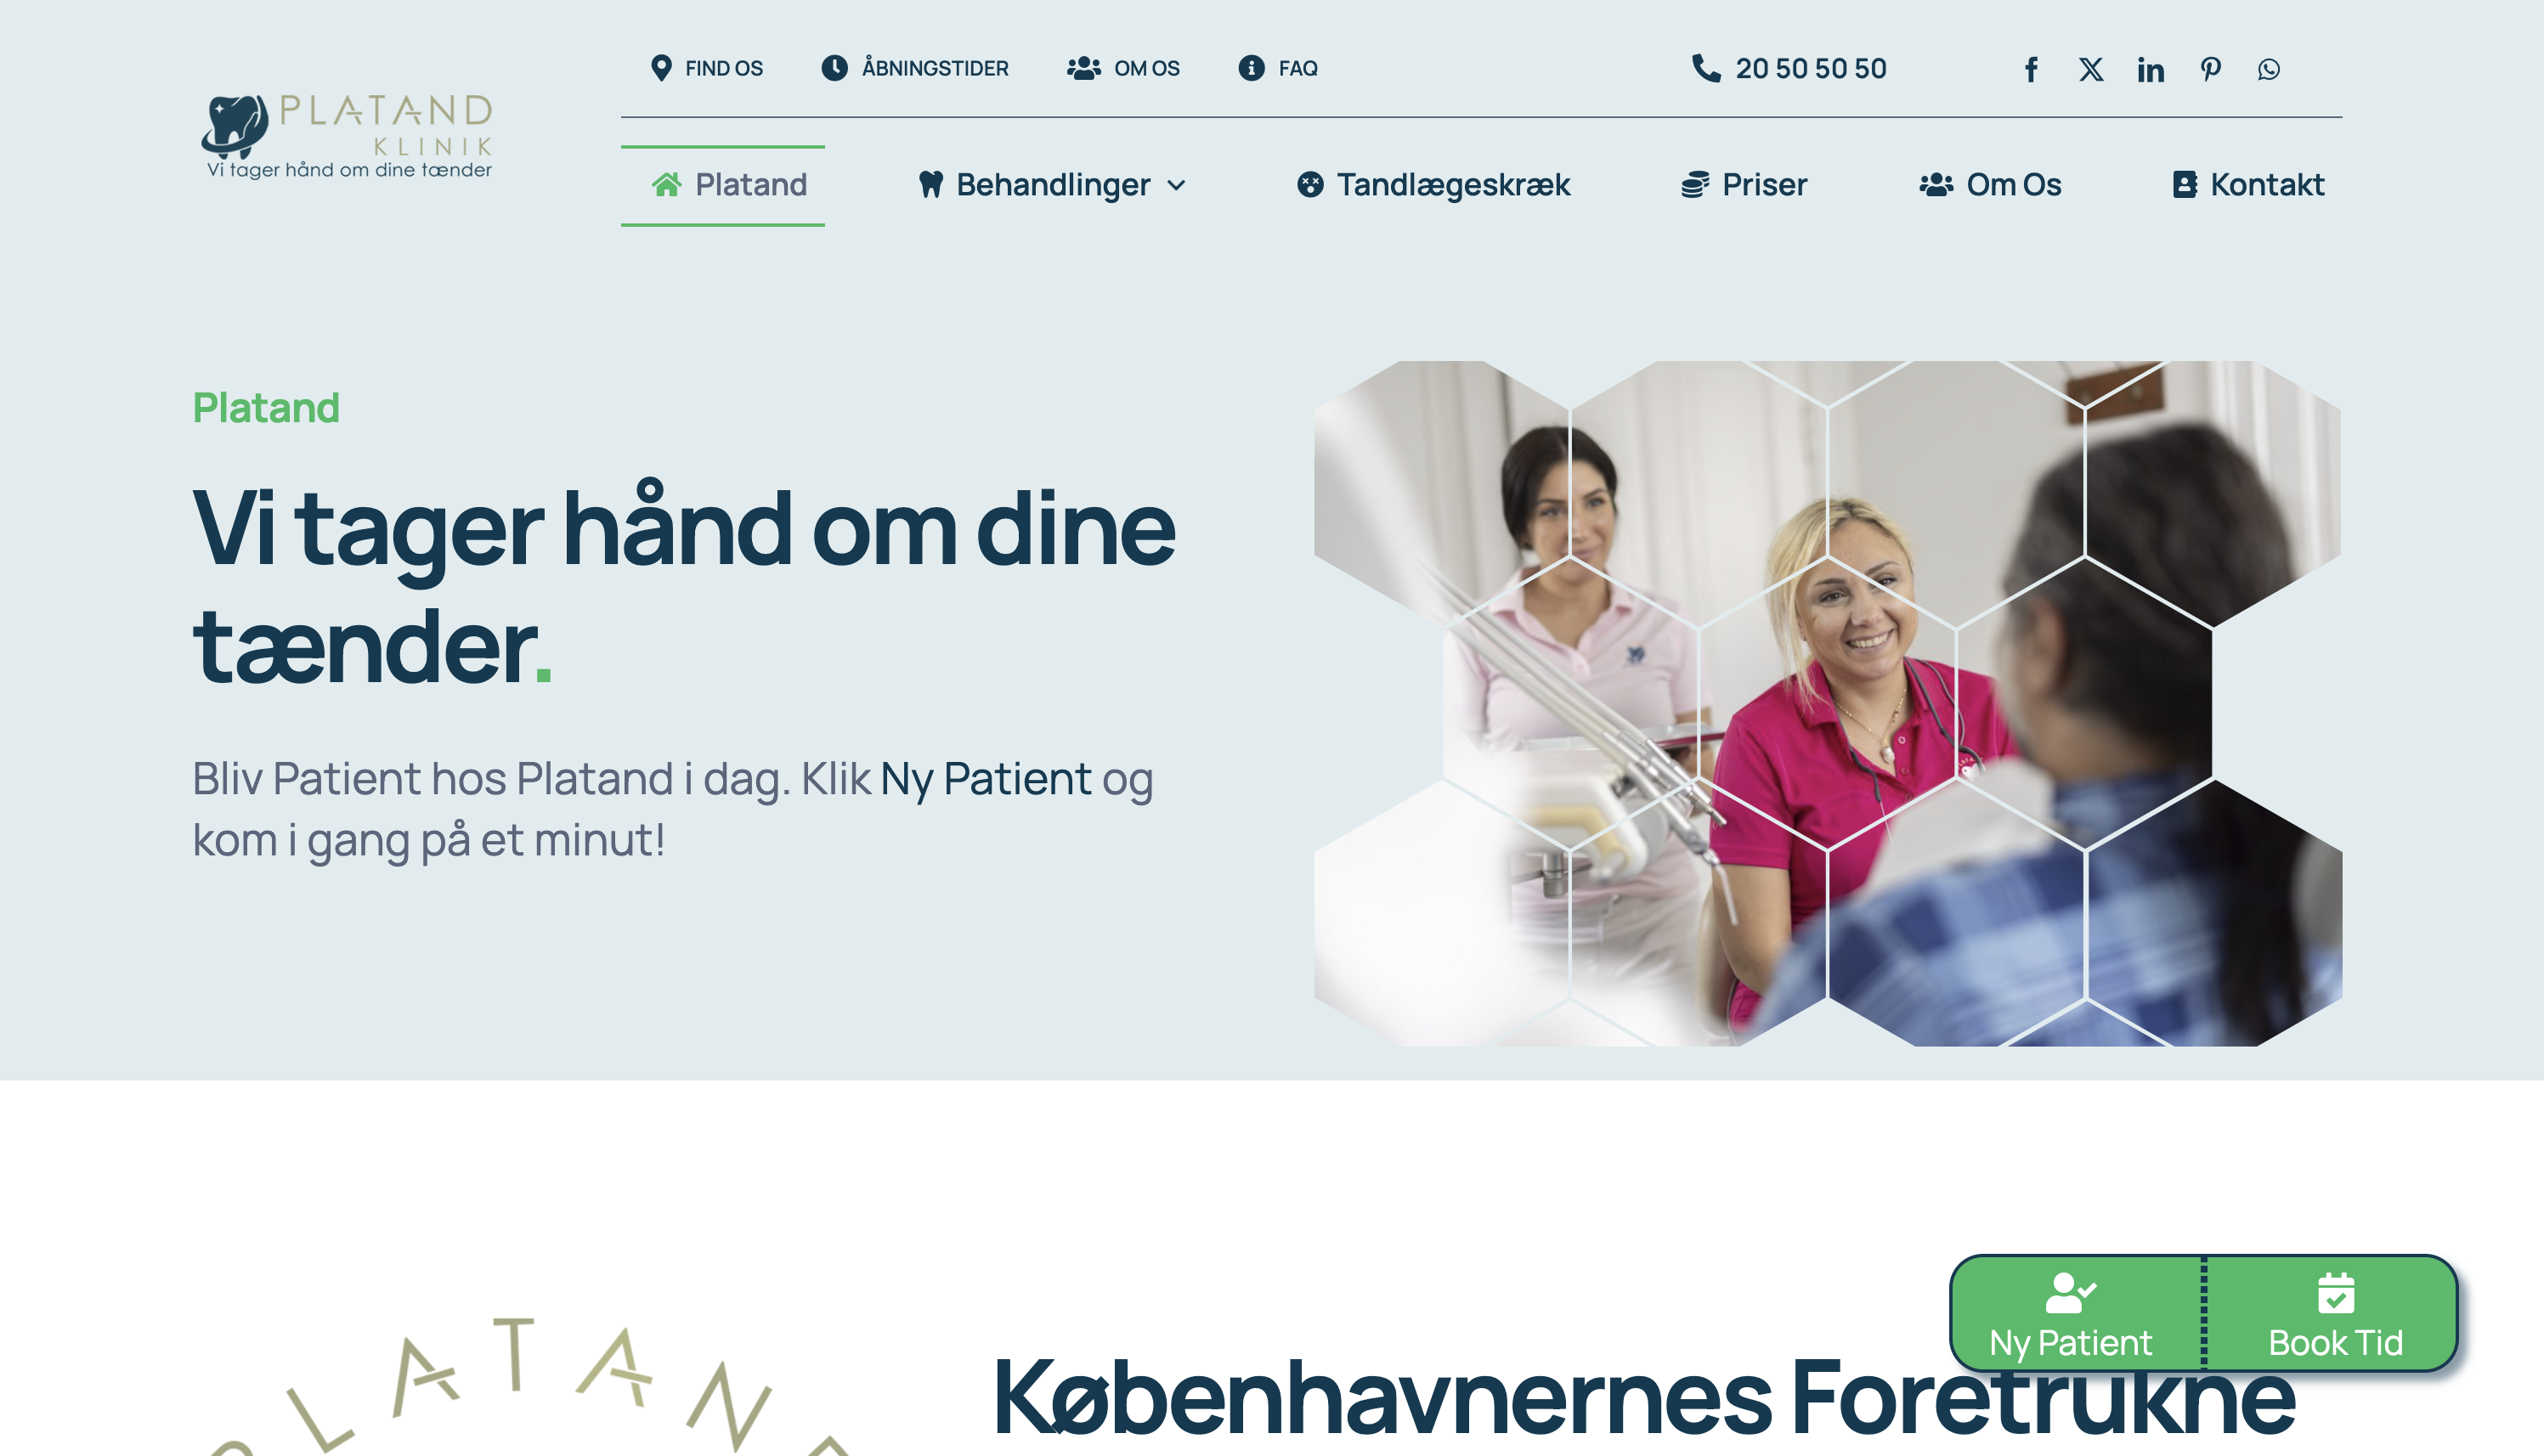 FIND OS
ÅBNINGSTIDER
OM OS
FAQ
20 50 50 50
PLATAND
KLINIK
Vi tager hånd om dine tænder
Platand
Behandlinger
Tandlægeskræk
Priser
Om Os
Kontakt
Platand
Vi tager hånd om dine
tænder.
Bliv Patient hos Platand i dag. Klik Ny Patient og
kom i gang på et minut!
Ny Patient
Book Tid
PLATAND
Københavnernes Foretrukne